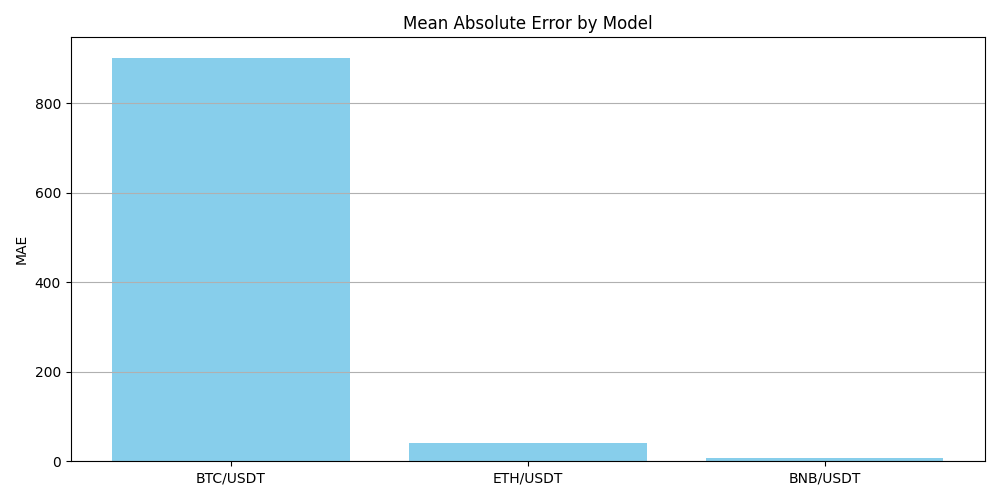 Mean Absolute Error by Model
MAE
800
600
400
200
0
BTC/USDT
ETH/USDT
BNB/USDT